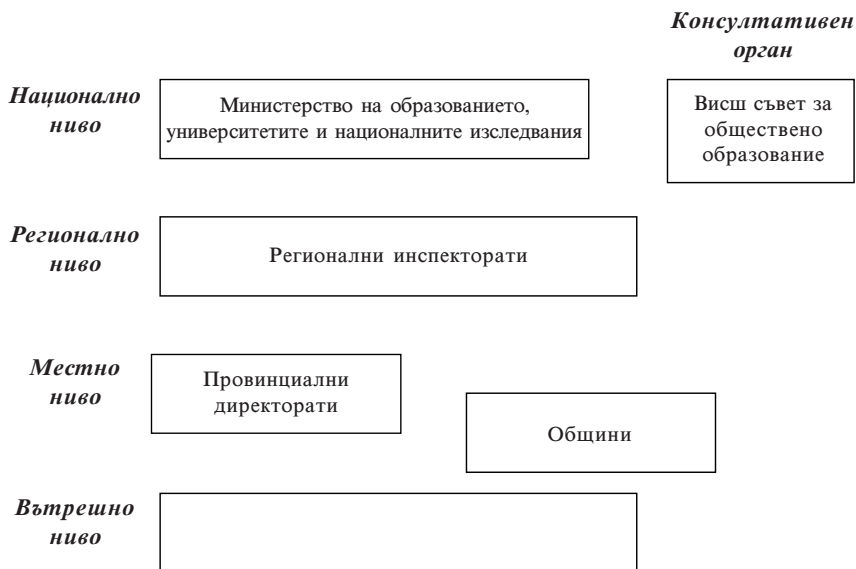 Консултативен
орган
Национално
ниво
Министерство на образованието,
университетите и националните изследвания
Висш съвет за
обществено
образование
Регионално
ниво
Регионални инспекторати
Местно
ниво
Провинциални
директорати
Общини
Вътрешно
ниво